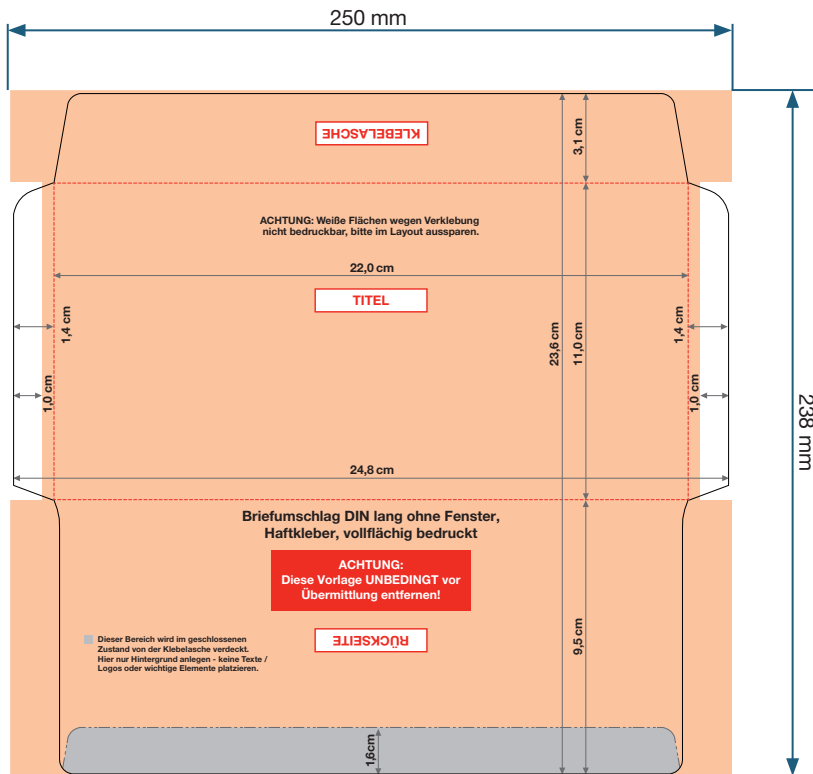 250 mm
KLEBELASCHE
3,1 cm
ACHTUNG: Weiße Flächen wegen Verklebung
nicht bedruckbar, bitte im Layout aussparen.
22,0 cm
TITEL
1,4 cm
23,6 cm
11,0 cm
1,4 cm
1,0 cm
1,0 cm
238 mm
24,8 cm
Briefumschlag DIN lang ohne Fenster,
Haftkleber, vollflächig bedruckt
ACHTUNG:
Diese Vorlage UNBEDINGT vor
Übermittlung entfernen!
RÜCKSEITE
9,5 cm
Dieser Bereich wird im geschlossenen
Zustand von der Klebelasche verdeckt.
Hier nur Hintergrund anlegen - keine Texte /
Logos oder wichtige Elemente platzieren.
1,6cm